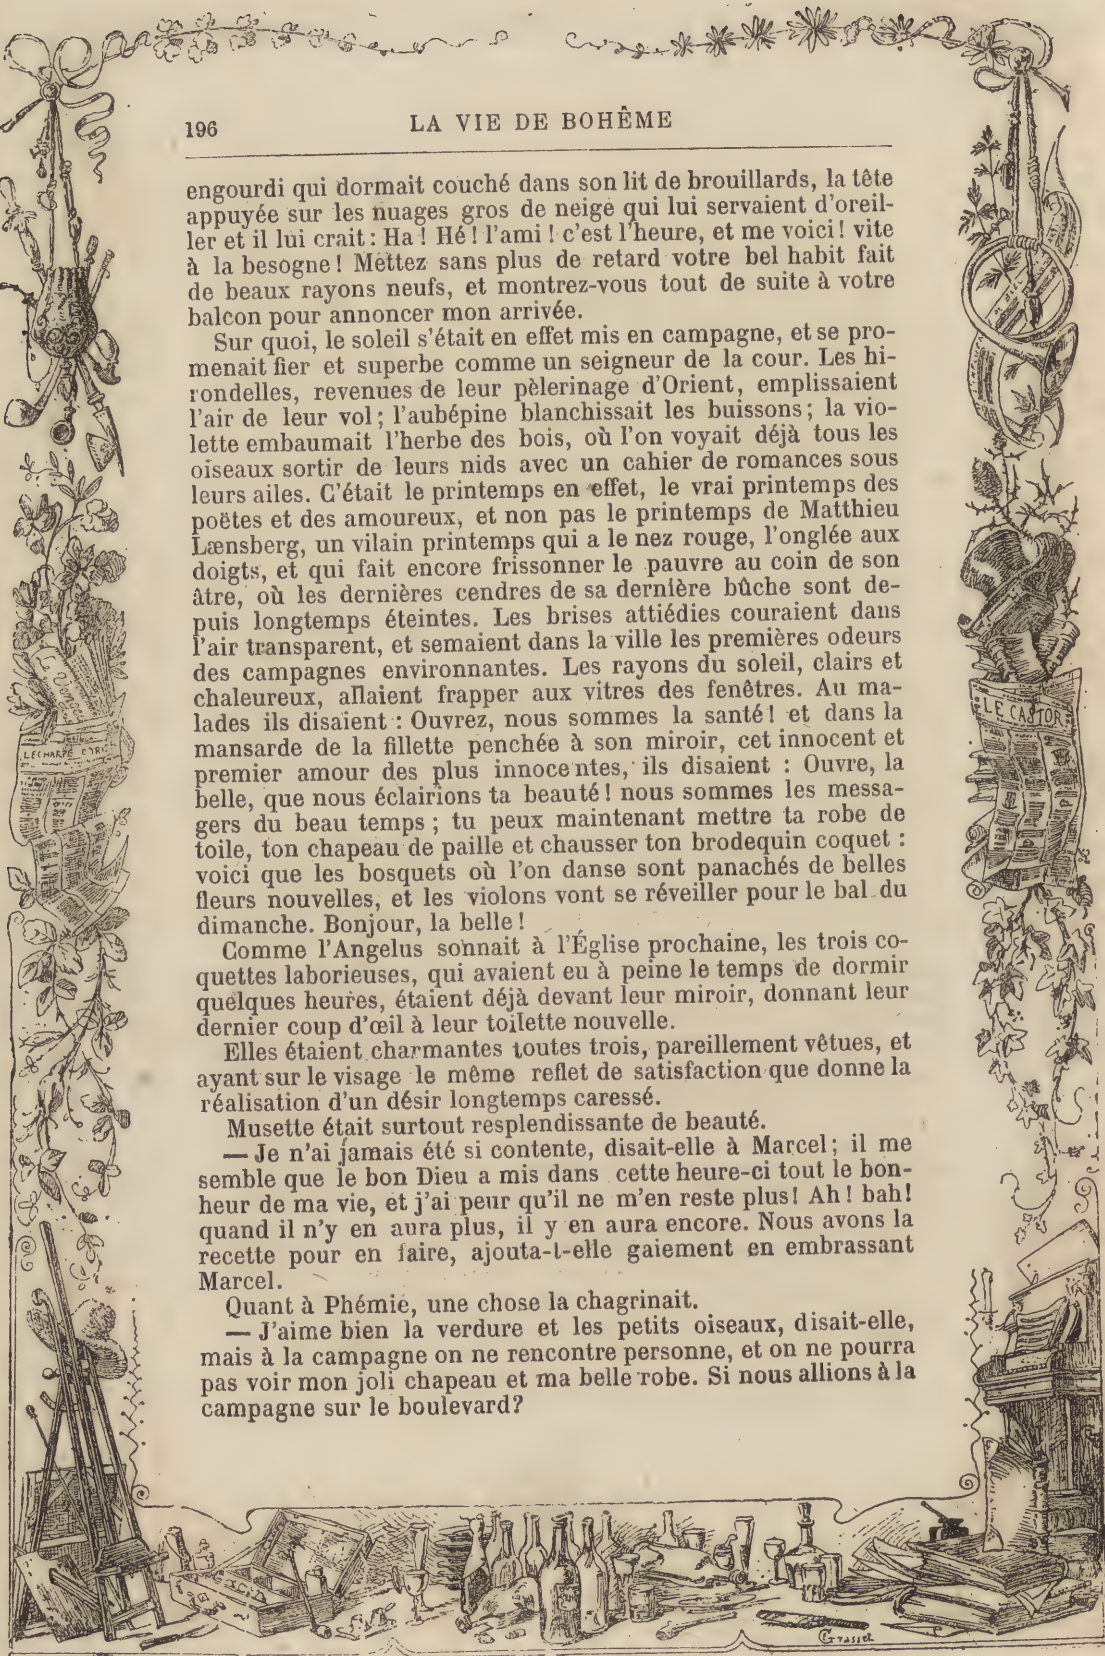 196
LA VIE DE BOHÊME
engourdi qui dormait couché dans son lit de brouillards, la tête
appuyée sur les nuages gros de neige qui lui servaient d'oreil-
ler et il lui crait : Ha ! Hé ! l'ami ! c'est l'heure, et me voici ! vite
à la besogne ! Mettez sans plus de retard votre bel habit fait
de beaux rayons neufs, et montrez-vous tout de suite à votre
balcon pour annoncer mon arrivée.
Sur quoi, le soleil s'était en effet mis en campagne, et se pro-
menait fier et superbe comme un seigneur de la cour. Les hi-
rondelles, revenues de leur pèlerinage d'Orient, emplissaient
l'air de leur vol ; l'aubépine blanchissait les buissons ; la vio-
lette embaumait l'herbe des bois, où l'on voyait déjà tous les
oiseaux sortir de leurs nids avec un cahier de romances sous
leurs ailes. C'était le printemps en effet, le vrai printemps des
poëtes et des amoureux, et non pas le printemps de Matthieu
Lænsberg, un vilain printemps qui a le nez rouge, l'onglée aux
doigts, et qui fait encore frissonner le pauvre au coin de son
âtre, où les dernières cendres de sa dernière bûche sont de-
puis longtemps éteintes. Les brises attiédies couraient dans
l'air transparent, et semaient dans la ville les premières odeurs
des campagnes environnantes. Les rayons du soleil, clairs et
chaleureux, allaient frapper aux vitres des fenêtres. Au ma-
lades ils disaient : Ouvrez, nous sommes la santé ! et dans la
mansarde de la fillette penchée à son miroir, cet innocent et
premier amour des plus innocentes, ils disaient : Ouvre, la
belle, que nous éclairions ta beauté ! nous sommes les messa-
gers du beau temps ; tu peux maintenant mettre ta robe de
toile, ton chapeau de paille et chausser ton brodequin coquet :
voici que les bosquets où l'on danse sont panachés de belles
fleurs nouvelles, et les violons vont se réveiller pour le bal du
dimanche. Bonjour, la belle !
Comme l'Angelus sonnait à l'Église prochaine, les trois co-
quettes laborieuses, qui avaient eu à peine le temps de dormir
quelques heures, étaient déjà devant leur miroir, donnant leur
dernier coup d'œil à leur toilette nouvelle.
Elles étaient charmantes toutes trois, pareillement vêtues, et
ayant sur le visage le même reflet de satisfaction que donne la
réalisation d'un désir longtemps caressé.
Musette était surtout resplendissante de beauté.
— Je n'ai jamais été si contente, disait-elle à Marcel ; il me
semble que le bon Dieu a mis dans cette heure-ci tout le bon-
heur de ma vie, et j'ai peur qu'il ne m'en reste plus ! Ah ! bah !
quand il n'y en aura plus, il y en aura encore. Nous avons la
recette pour en faire, ajouta-t-elle gaiement en embrassant
Marcel.
Quant à Phémie, une chose la chagrinait.
— J'aime bien la verdure et les petits oiseaux, disait-elle,
mais à la campagne on ne rencontre personne, et on ne pourra
pas voir mon joli chapeau et ma belle robe. Si nous allions à la
campagne sur le boulevard ?
LE CASTOR
LECHARPE